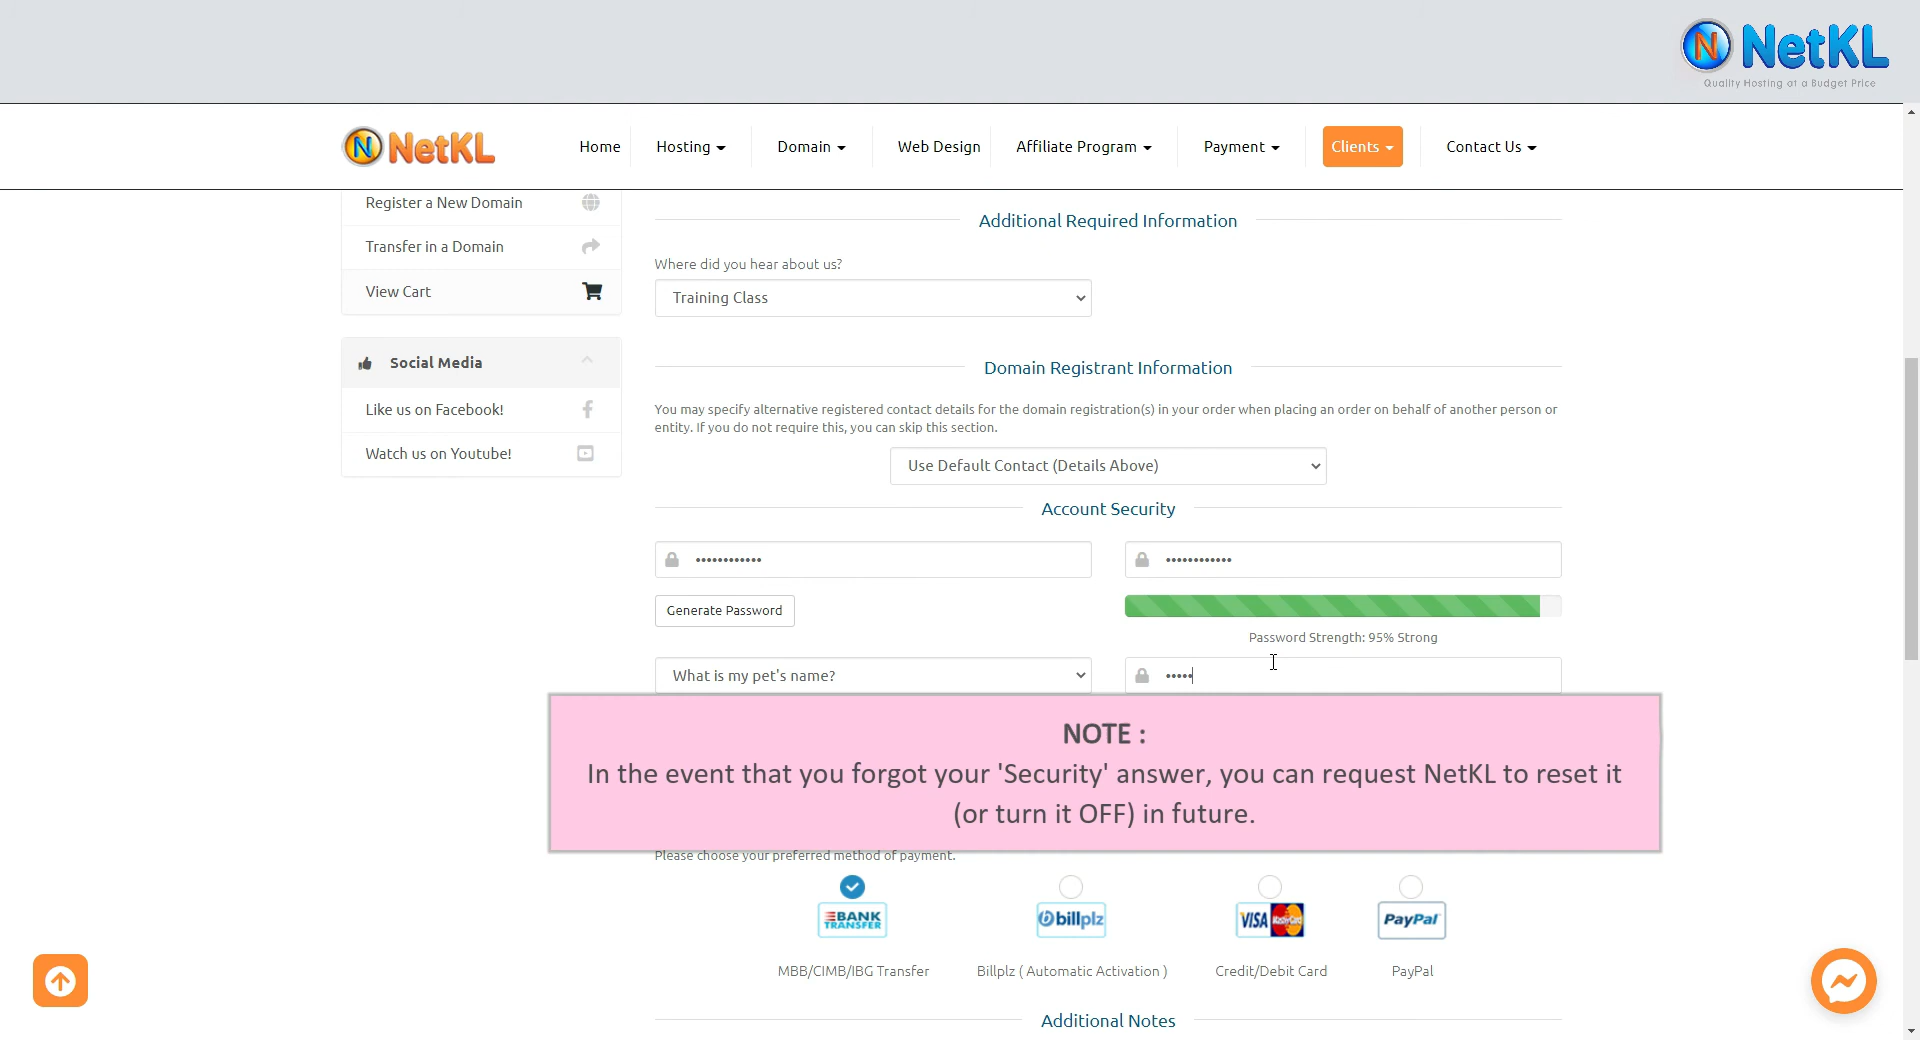 N NetKL
Quality Hosting at a Budget Price
N NetKL
Home
Hosting
Domain
Web Design
Affiliate Program
Payment
Clients
Contact Us
Register a New Domain
Transfer in a Domain
View Cart
Social Media
Like us on Facebook!
Watch us on Youtube!
Additional Required Information
Where did you hear about us?
Training Class
Domain Registrant Information
You may specify alternative registered contact details for the domain registration(s) in your order when placing an order on behalf of another person or
entity. If you do not require this, you can skip this section.
Use Default Contact (Details Above)
Account Security
••••••••••••
••••••••••••
Generate Password
Password Strength: 95% Strong
What is my pet's name?
•••••
NOTE :
In the event that you forgot your 'Security' answer, you can request NetKL to reset it
(or turn it OFF) in future.
Please choose your preferred method of payment.
BANK
TRANSFER
billplz
VISA MasterCard
PayPal
MBB/CIMB/IBG Transfer
Billplz ( Automatic Activation )
Credit/Debit Card
PayPal
Additional Notes